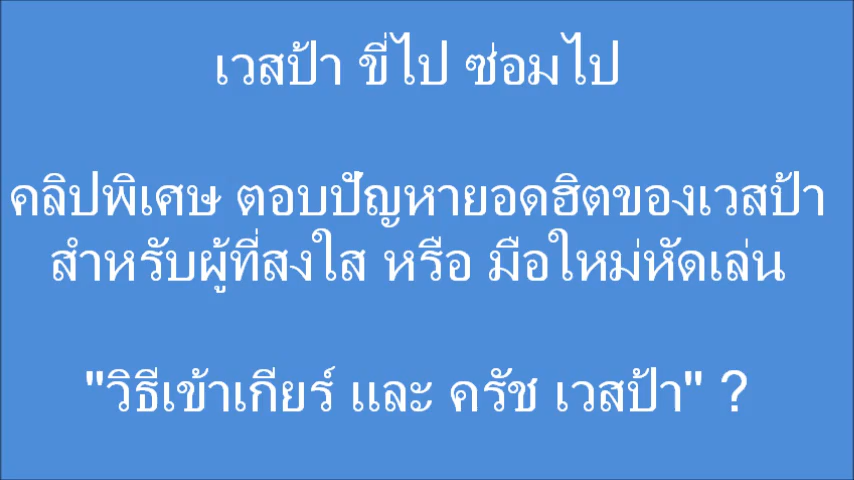 เวสป้า ขี่ไป ซ่อมไป
คลิปพิเศษ ตอบปัญหายอดฮิตของเวสป้า
สำหรับผู้ที่สงใส หรือ มือใหม่หัดเล่น
"วิธีเข้าเกียร์ และ ครัช เวสป้า" ?